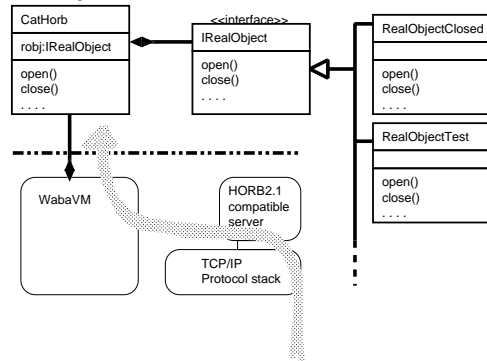 CatHorb
robj:IRealObject
open()
close()
. . . .
<<interface>>
IRealObject
open()
close()
. . . .
RealObjectClosed
open()
close()
. . . .
RealObjectTest
open()
close()
. . . .
WabaVM
HORB2.1
compatible
server
TCP/IP
Protocol stack